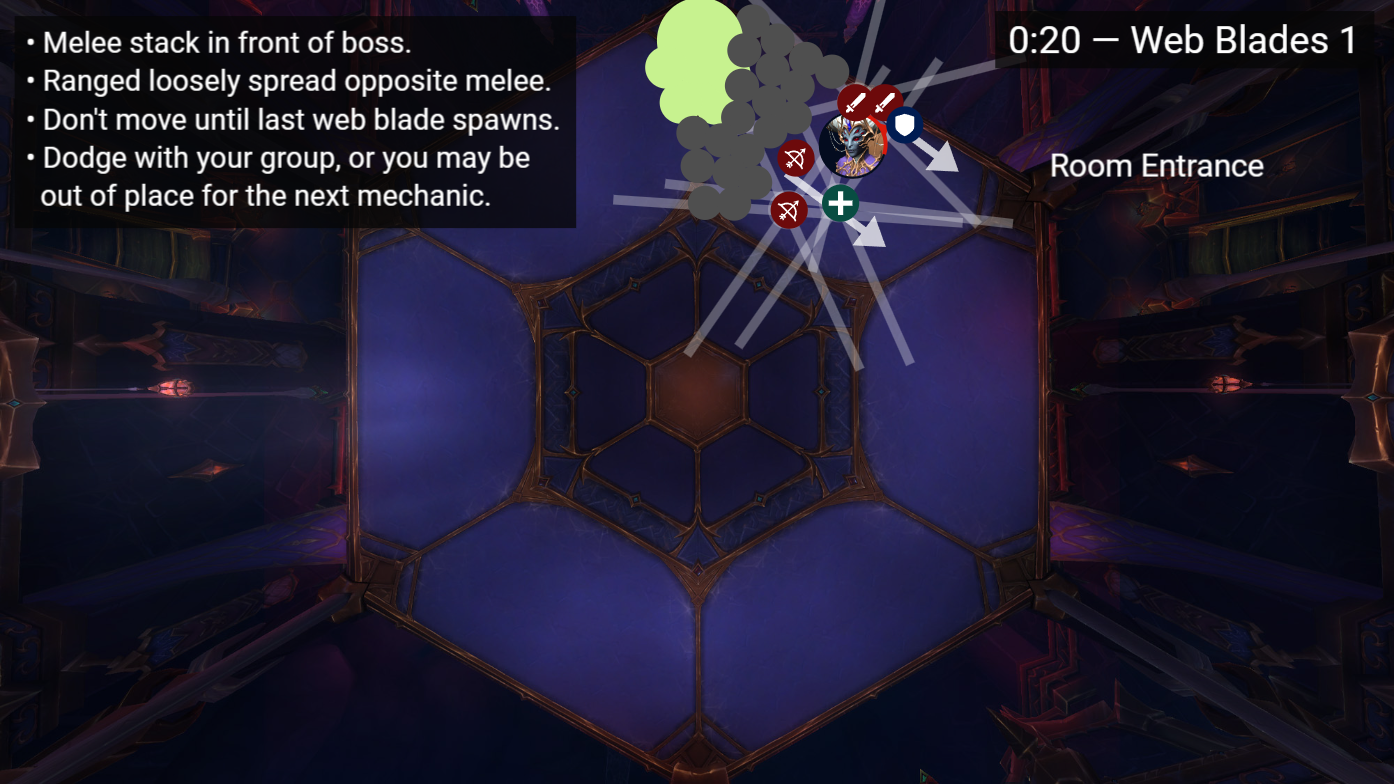 • Melee stack in front of boss.
• Ranged loosely spread opposite melee.
• Don't move until last web blade spawns.
• Dodge with your group, or you may be
out of place for the next mechanic.
0:20 — Web Blades 1
Room Entrance